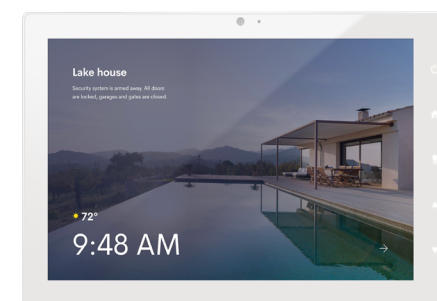 Lake house
Security system is armed away. All doors
are locked, garages and gates are closed.
72°
9:48 AM